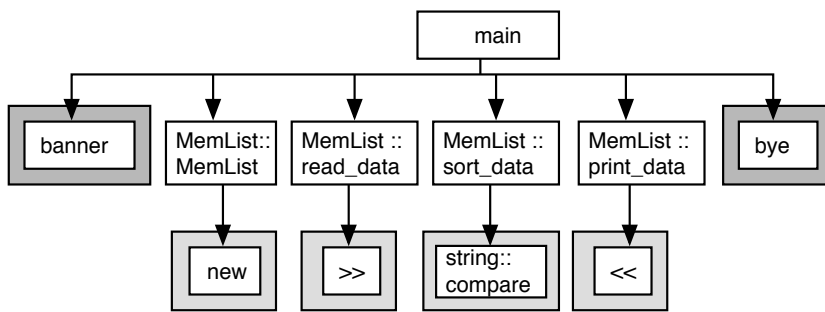 main
banner
MemList::
MemList
MemList ::
read_data
MemList ::
sort_data
MemList ::
print_data
bye
new
>>
string::
compare
<<